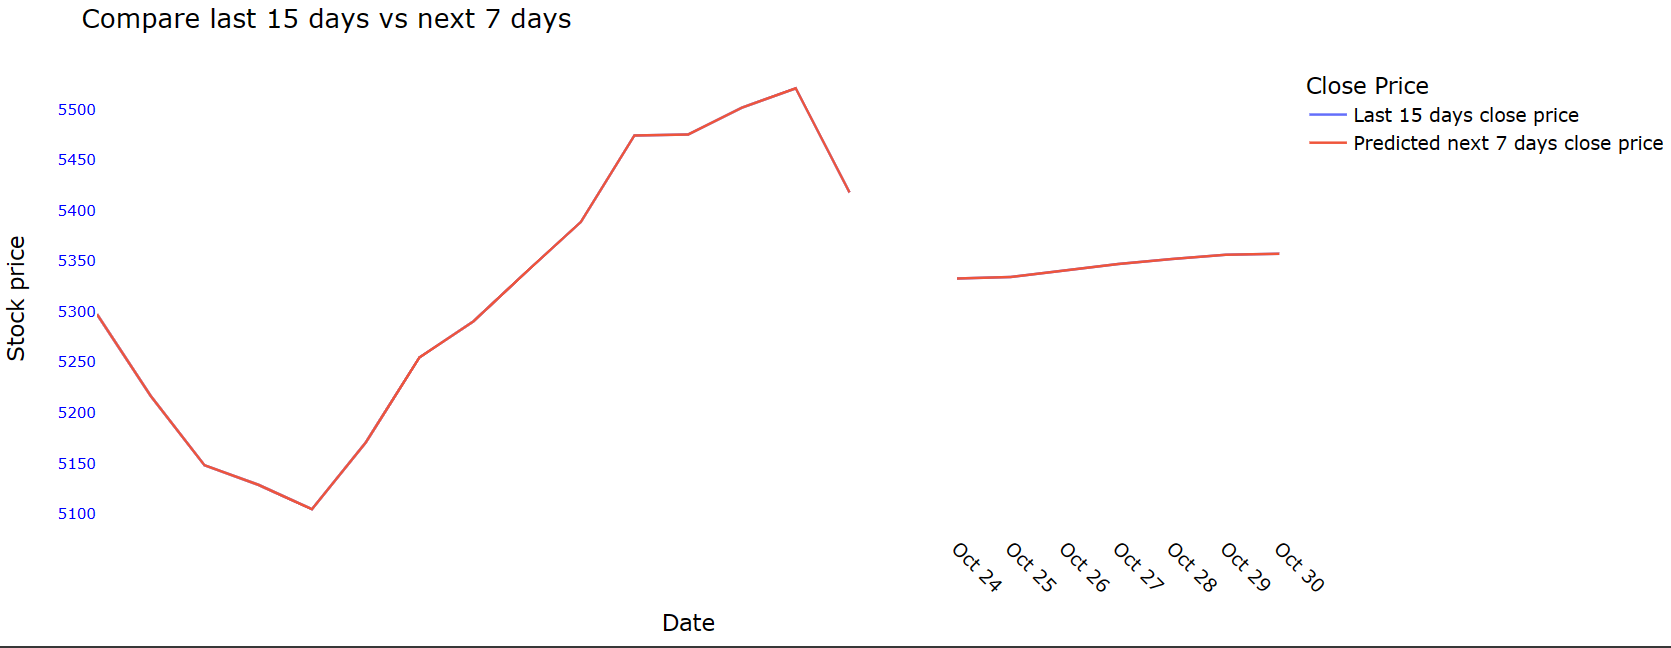 Compare last 15 days vs next 7 days
Close Price
Last 15 days close price
Predicted next 7 days close price
5500
5450
5400
5350
5300
5250
5200
5150
5100
Stock price
Oct 24
Oct 25
Oct 26
Oct 27
Oct 28
Oct 29
Oct 30
Date